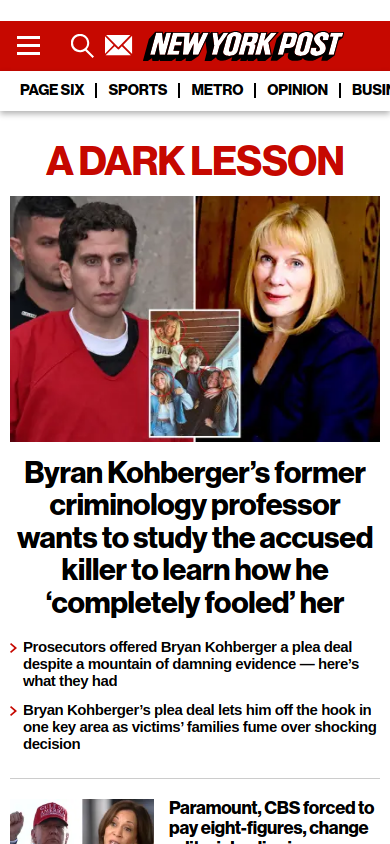 NEW YORK POST
PAGE SIX | SPORTS | METRO | OPINION |
A DARK LESSON
Byran Kohberger’s former
criminology professor
wants to study the accused
killer to learn how he
‘completely fooled’ her
Prosecutors offered Bryan Kohberger a plea deal
despite a mountain of damning evidence — here’s
what they had
Bryan Kohberger’s plea deal lets him off the hook in
one key area as victims’ families fume over shocking
decision
Paramount, CBS forced to
pay eight-figures, change